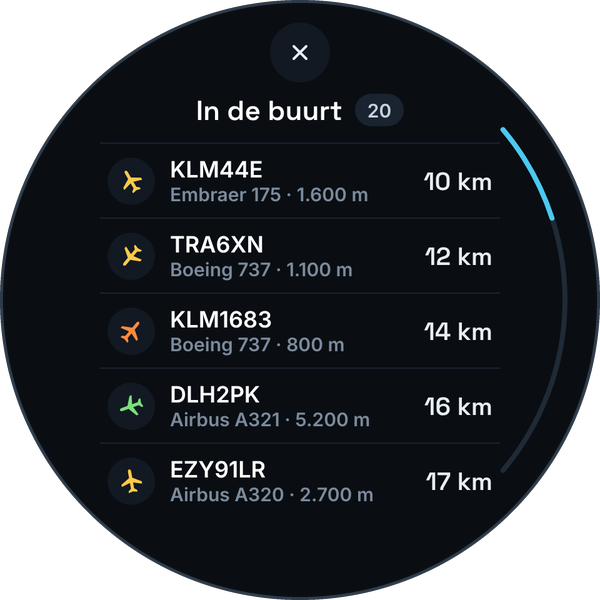 In de buurt 20
KLM44E
Embraer 175 · 1.600 m
10 km
TRA6XN
Boeing 737 · 1.100 m
12 km
KLM1683
Boeing 737 · 800 m
14 km
DLH2PK
Airbus A321 · 5.200 m
16 km
EZY91LR
Airbus A320 · 2.700 m
17 km